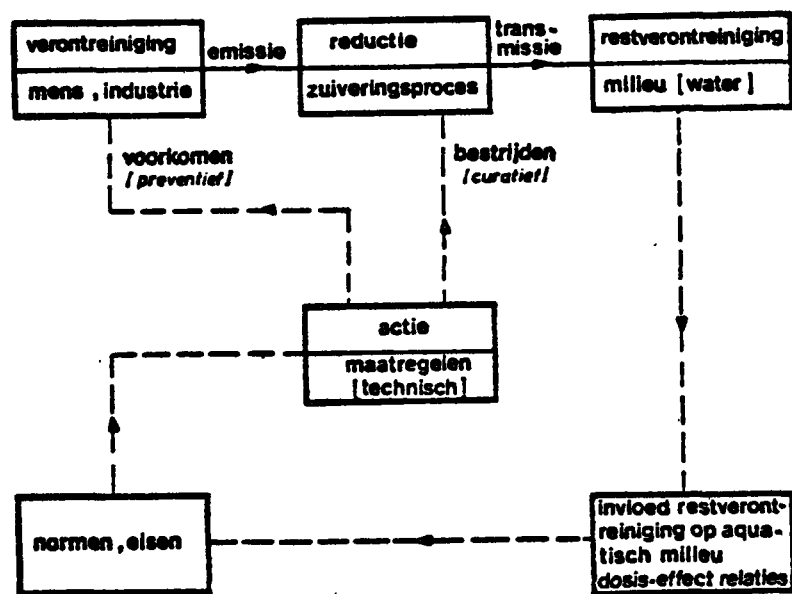 verontreiniging
mens, industrie
emissie
reductie
zuiveringsproces
trans-
missie
restverontreiniging
milieu [water]
voorkomen
[preventief]
bestrijden
[curatief]
actie
maatregelen
[technisch]
normen, eisen
invloed restveront-
reiniging op aqua-
tisch milieu
dosis-effect relaties